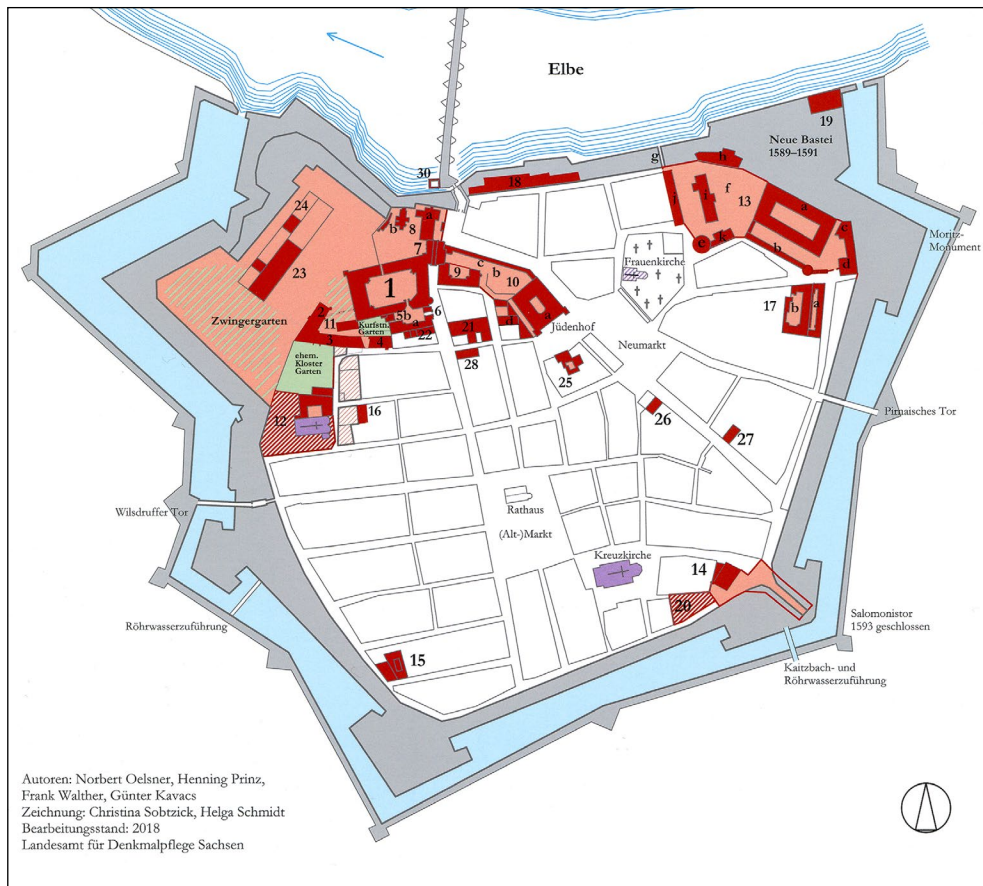 Elbe
19
Neue Bastei
1589–1591
30
g
h
18
24
b
8
a
j
i
f
13
a
7
e
k
c
Moritz-
Monument
23
c
b
10
9
Frauenkirche
b
d
1
Zwingergarten
2
11
5b
6
a
Kurfstn.
Garten
d
a
17
b
a
3
4
22
21
Jüdenhof
Neumarkt
ehem.
Kloster
Garten
28
25
12
16
26
27
Pirnaisches Tor
Wilsdruffer Tor
Rathaus
(Alt-)Markt
Kreuzkirche
14
20
Röhrwasserzuführung
Salomonistor
1593 geschlossen
15
Kaitzbach- und
Röhrwasserzuführung
Autoren: Norbert Oelsner, Henning Prinz,
Frank Walther, Günter Kavacs
Zeichnung: Christina Sobtzick, Helga Schmidt
Bearbeitungsstand: 2018
Landesamt für Denkmalpflege Sachsen